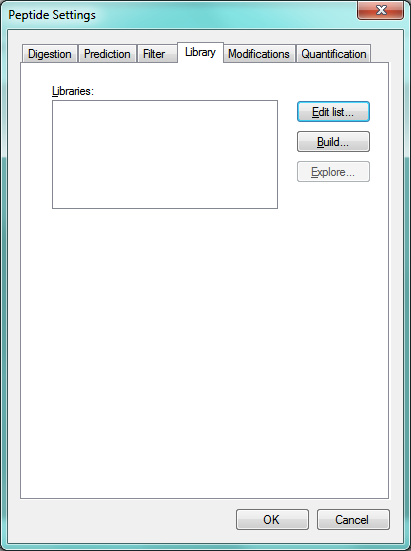 Peptide Settings
Digestion Prediction Filter Library Modifications Quantification
Libraries:
Edit list...
Build...
Explore...
OK Cancel